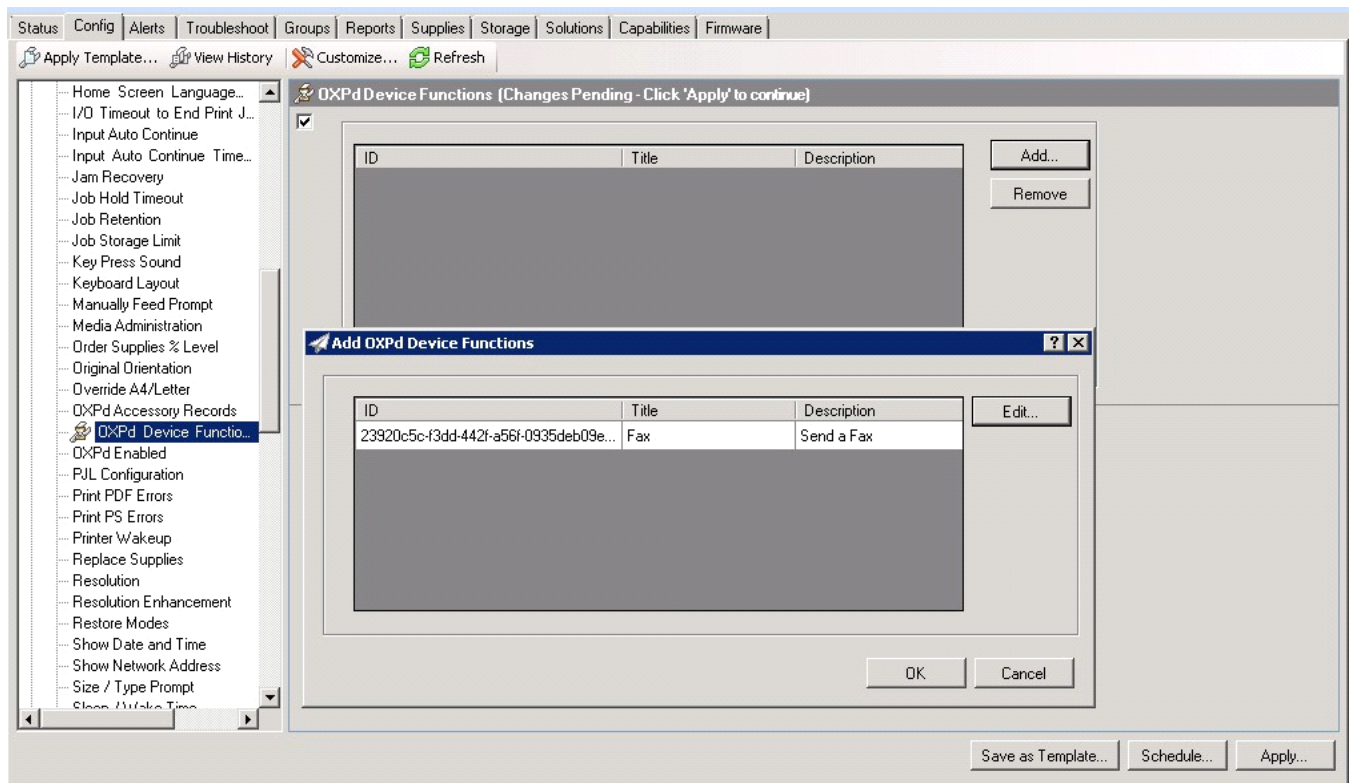 Status Config Alerts Troubleshoot Groups Reports Supplies Storage Solutions Capabilities Firmware
Apply Template... View History Customize... Refresh
Home Screen Language...
I/O Timeout to End Print J...
Input Auto Continue
Input Auto Continue Time...
Jam Recovery
Job Hold Timeout
Job Retention
Job Storage Limit
Key Press Sound
Keyboard Layout
Manually Feed Prompt
Media Administration
Order Supplies % Level
Original Orientation
Override A4/Letter
OXPd Accessory Records
OXPd Device Functio...
OXPd Enabled
PJL Configuration
Print PDF Errors
Print PS Errors
Printer Wakeup
Replace Supplies
Resolution
Resolution Enhancement
Restore Modes
Show Date and Time
Show Network Address
Size / Type Prompt
OXPd Device Functions (Changes Pending - Click 'Apply' to continue)
ID Title Description
Add...
Remove
Add OXPd Device Functions
ID Title Description
23920c5c-f3dd-442f-a56f-0935deb09e... Fax Send a Fax
Edit...
OK Cancel
Save as Template... Schedule... Apply...